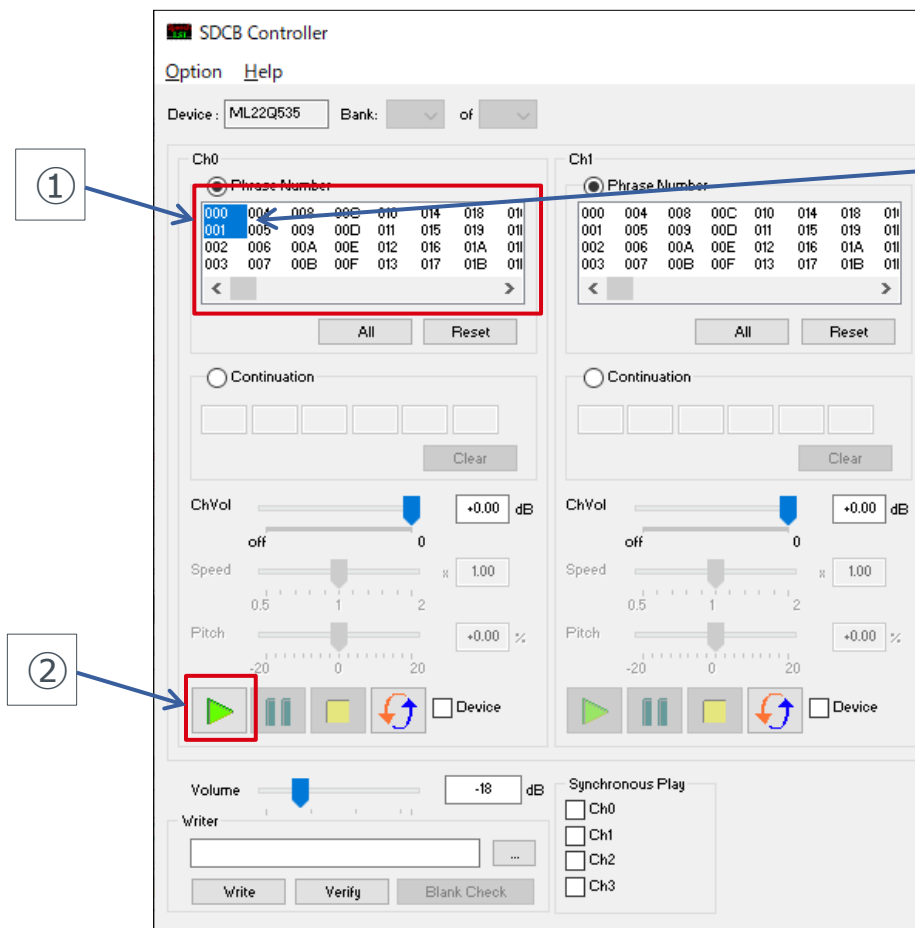 SDCB Controller
Option Help
Device : ML22Q535 Bank: of
①
Ch0
Phrase Number
000 004 008 00C 010 014 018
001 005 009 00D 011 015 019
002 006 00A 00E 012 016 01A
003 007 00B 00F 013 017 01B
All Reset
Continuation
Clear
ChVol +0.00 dB
off 0
Speed x 1.00
0.5 1 2
Pitch +0.00 %
-20 0 20
②
Device
Ch1
Phrase Number
000 004 008 00C 010 014 018
001 005 009 00D 011 015 019
002 006 00A 00E 012 016 01A
003 007 00B 00F 013 017 01B
All Reset
Continuation
Clear
ChVol +0.00 dB
off 0
Speed x 1.00
0.5 1 2
Pitch +0.00 %
-20 0 20
Device
Volume -18 dB
Writer
...
Write Verify Blank Check
Synchronous Play
Ch0
Ch1
Ch2
Ch3